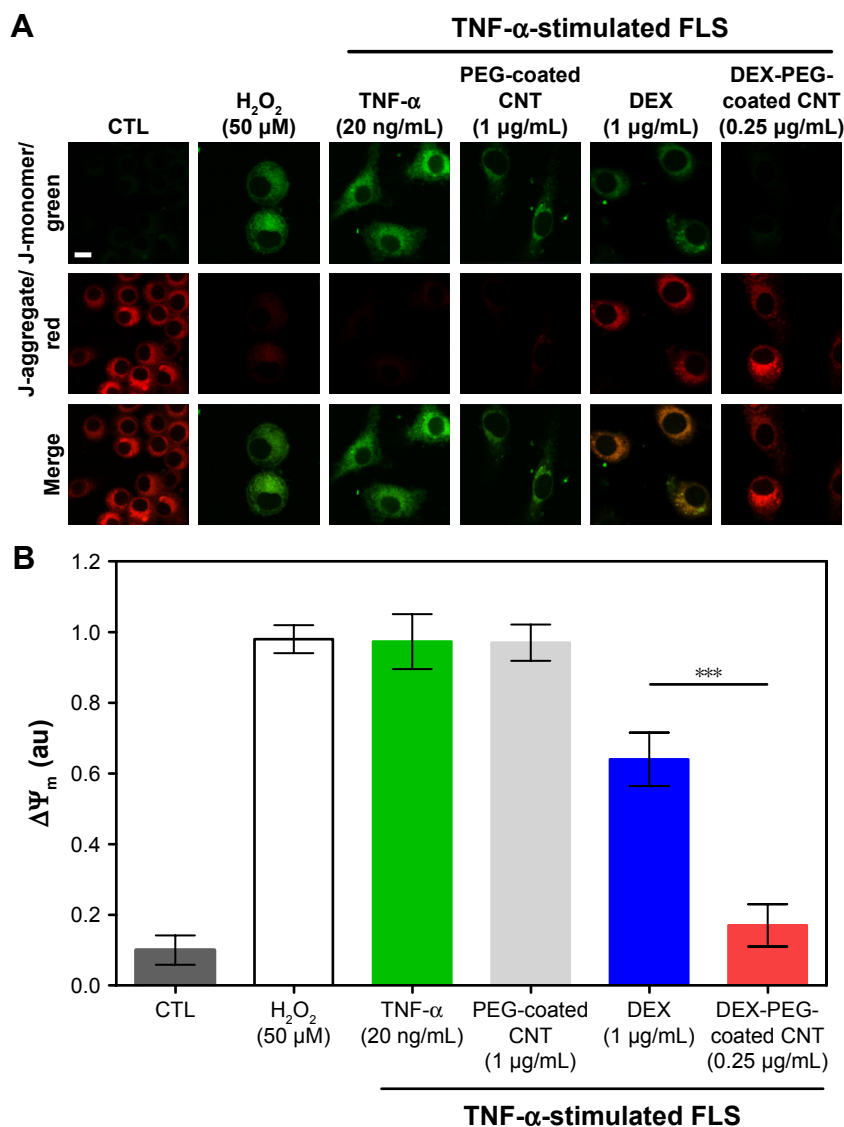 A
TNF-α-stimulated FLS
CTL
H₂O₂
(50 µM)
TNF-α
(20 ng/mL)
PEG-coated
CNT
(1 µg/mL)
DEX
(1 µg/mL)
DEX-PEG-
coated CNT
(0.25 µg/mL)
J-monomer/
green
J-aggregate/
red
Merge
B
1.2
1.0
0.8
0.6
0.4
0.2
0.0
ΔΨm (au)
***
CTL
H₂O₂
(50 µM)
TNF-α
(20 ng/mL)
PEG-coated
CNT
(1 µg/mL)
DEX
(1 µg/mL)
DEX-PEG-
coated CNT
(0.25 µg/mL)
TNF-α-stimulated FLS